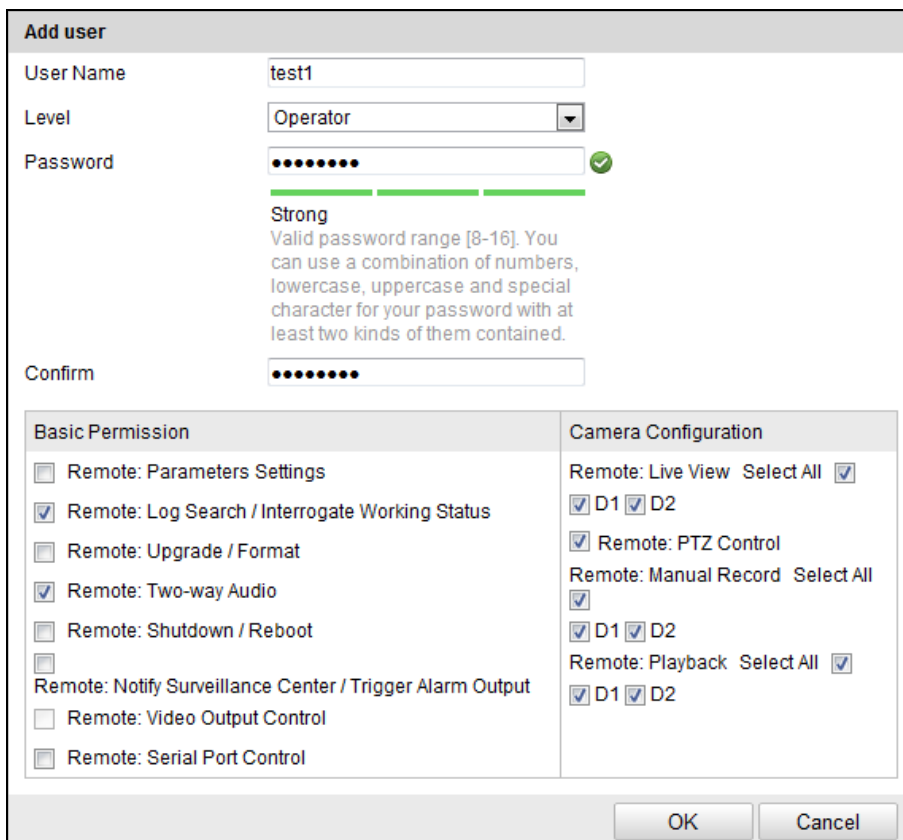 Add user
User Name test1
Level Operator
Password ••••••••
Strong
Valid password range [8-16]. You
can use a combination of numbers,
lowercase, uppercase and special
character for your password with at
least two kinds of them contained.
Confirm ••••••••
Basic Permission
Remote: Parameters Settings
Remote: Log Search / Interrogate Working Status
Remote: Upgrade / Format
Remote: Two-way Audio
Remote: Shutdown / Reboot
Remote: Notify Surveillance Center / Trigger Alarm Output
Remote: Video Output Control
Remote: Serial Port Control
Camera Configuration
Remote: Live View Select All
D1 D2
Remote: PTZ Control
Remote: Manual Record Select All
D1 D2
Remote: Playback Select All
D1 D2
OK Cancel